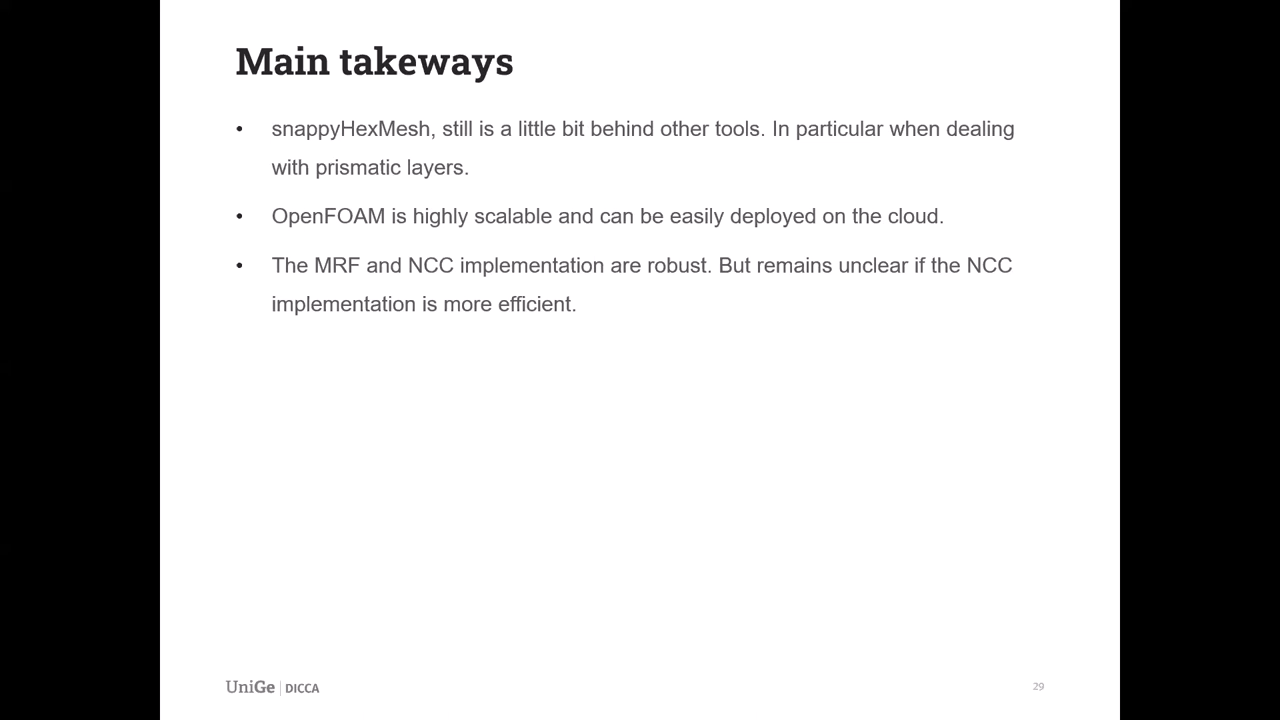 Main takeways
• snappyHexMesh, still is a little bit behind other tools. In particular when dealing
with prismatic layers.
• OpenFOAM is highly scalable and can be easily deployed on the cloud.
• The MRF and NCC implementation are robust. But remains unclear if the NCC
implementation is more efficient.
UniGe | DICCA
29